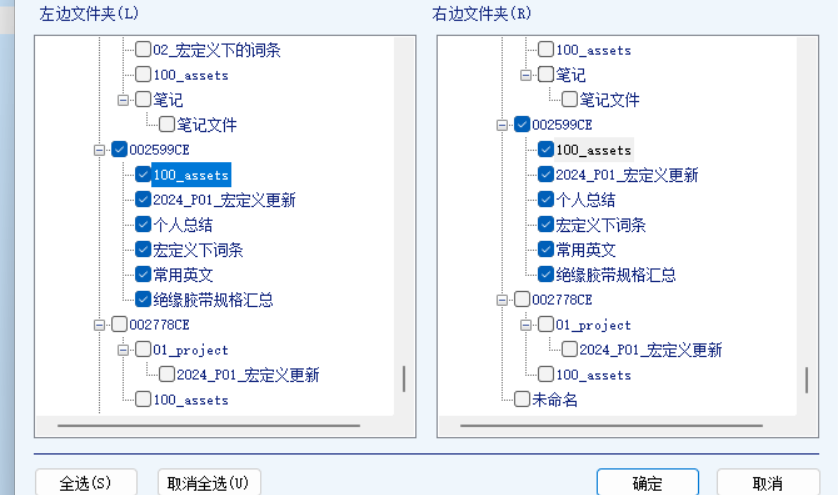 左边文件夹(L)
02_宏定义下的词条
100_assets
笔记
笔记文件
002599CE
100_assets
2024_P01_宏定义更新
个人总结
宏定义下词条
常用英文
绝缘胶带规格汇总
002778CE
01_project
2024_P01_宏定义更新
100_assets
右边文件夹(R)
100_assets
笔记
笔记文件
002599CE
100_assets
2024_P01_宏定义更新
个人总结
宏定义下词条
常用英文
绝缘胶带规格汇总
002778CE
01_project
2024_P01_宏定义更新
100_assets
未命名
全选(S)
取消全选(U)
确定
取消